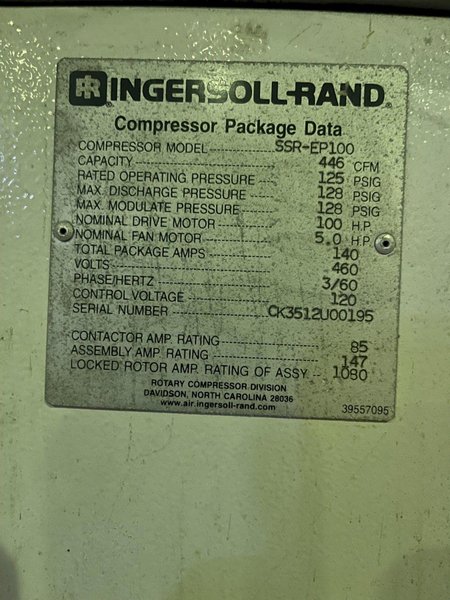 IR INGERSOLL-RAND®
Compressor Package Data
COMPRESSOR MODEL SSR-EP100
CAPACITY 446 CFM
RATED OPERATING PRESSURE 125 PSIG
MAX. DISCHARGE PRESSURE 128 PSIG
MAX. MODULATE PRESSURE 128 PSIG
NOMINAL DRIVE MOTOR 100 H.P.
NOMINAL FAN MOTOR 5.0 H.P.
TOTAL PACKAGE AMPS 140
VOLTS 460
PHASE/HERTZ 3/60
CONTROL VOLTAGE 120
SERIAL NUMBER CK3512U00195
CONTACTOR AMP. RATING 85
ASSEMBLY AMP. RATING 147
LOCKED ROTOR AMP. RATING OF ASSY. 1080
ROTARY COMPRESSOR DIVISION
DAVIDSON, NORTH CAROLINA 28036
www.air.ingersoll-rand.com
39557095